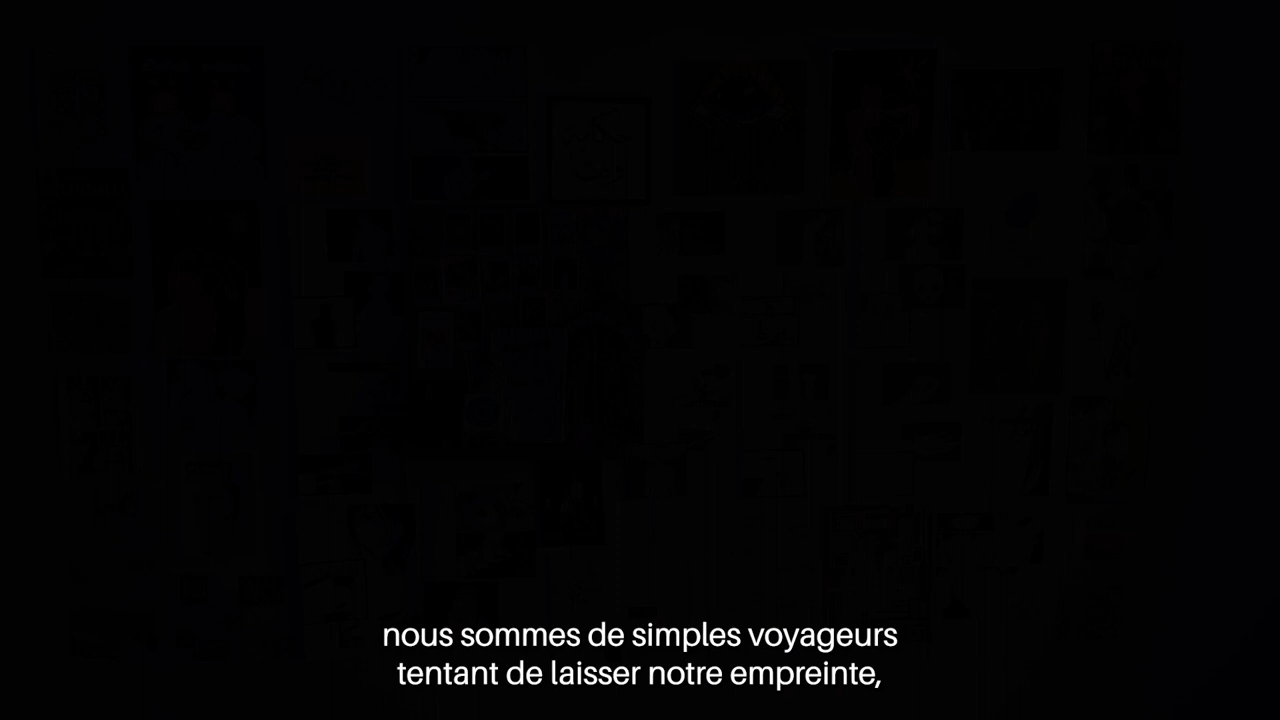 nous sommes de simples voyageurs
tentant de laisser notre empreinte,